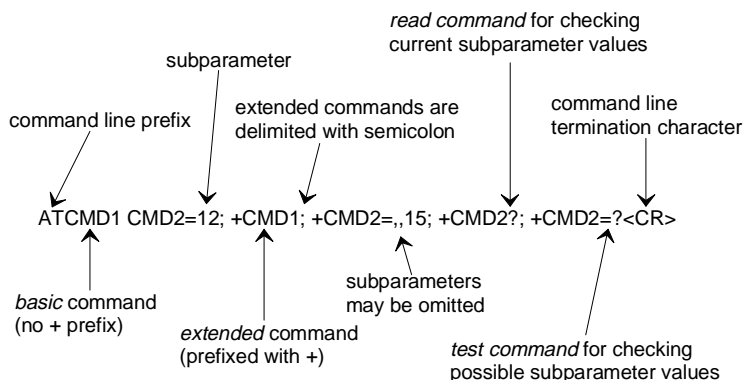 read command for checking
current subparameter values
subparameter
extended commands are
delimited with semicolon
command line
termination character
command line prefix
ATCMD1 CMD2=12; +CMD1; +CMD2=,,15; +CMD2?; +CMD2=?<CR>
subparameters
may be omitted
basic command
(no + prefix)
extended command
(prefixed with +)
test command for checking
possible subparameter values